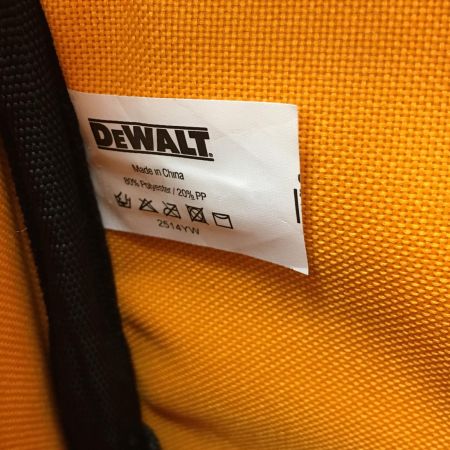 DEWALT
Made in China
80% Polyester / 20% PP
2514YW